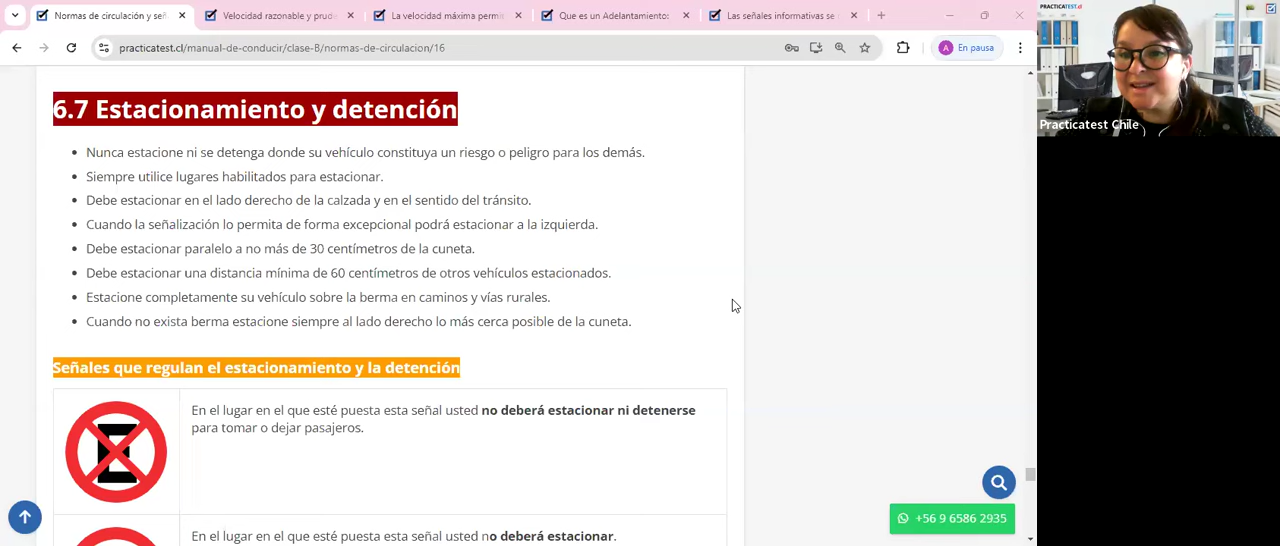 Normas de circulación y seña
Velocidad razonable y prude
La velocidad máxima permi
Que es un Adelantamiento:
Las señales informativas se
practicatest.cl/manual-de-conducir/clase-B/normas-de-circulacion/16
A En pausa
PRACTICATEST.cl
Practicatest Chile
6.7 Estacionamiento y detención
Nunca estacione ni se detenga donde su vehículo constituya un riesgo o peligro para los demás.
Siempre utilice lugares habilitados para estacionar.
Debe estacionar en el lado derecho de la calzada y en el sentido del tránsito.
Cuando la señalización lo permita de forma excepcional podrá estacionar a la izquierda.
Debe estacionar paralelo a no más de 30 centímetros de la cuneta.
Debe estacionar una distancia mínima de 60 centímetros de otros vehículos estacionados.
Estacione completamente su vehículo sobre la berma en caminos y vías rurales.
Cuando no exista berma estacione siempre al lado derecho lo más cerca posible de la cuneta.
Señales que regulan el estacionamiento y la detención
E
En el lugar en el que esté puesta esta señal usted no deberá estacionar ni detenerse
para tomar o dejar pasajeros.
+56 9 6586 2935
En el lugar en el que esté puesta esta señal usted no deberá estacionar.